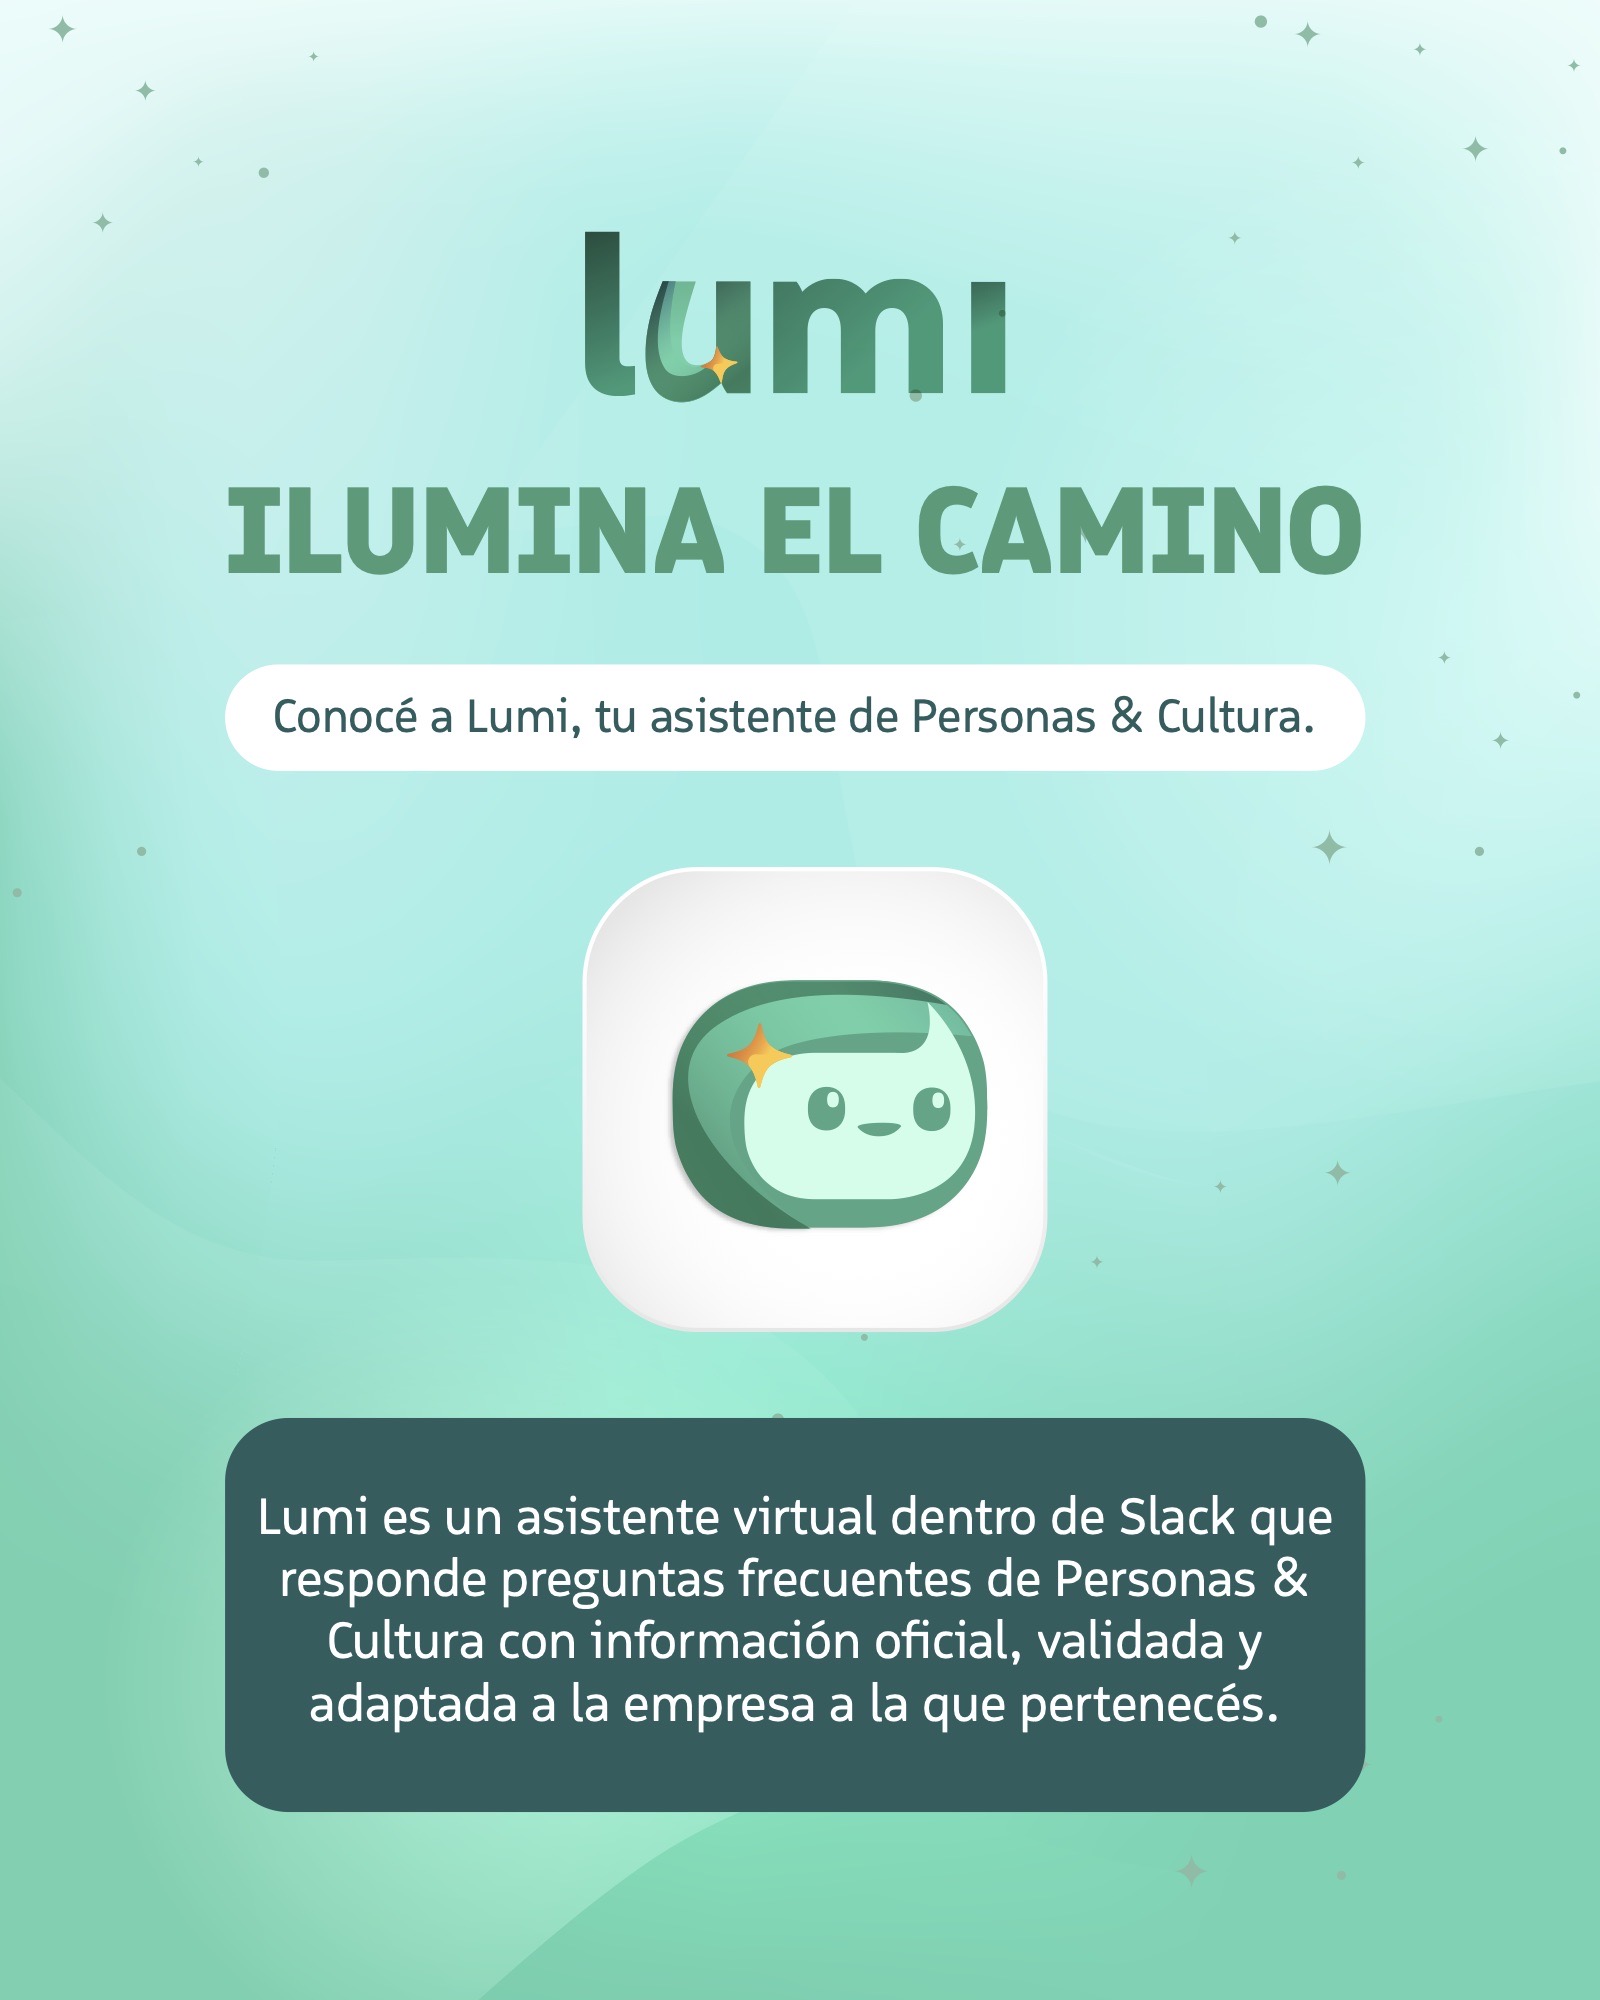 lumi
ILUMINA EL CAMINO
Conocé a Lumi, tu asistente de Personas & Cultura.
Lumi es un asistente virtual dentro de Slack que
responde preguntas frecuentes de Personas &
Cultura con información oficial, validada y
adaptada a la empresa a la que pertenecés.